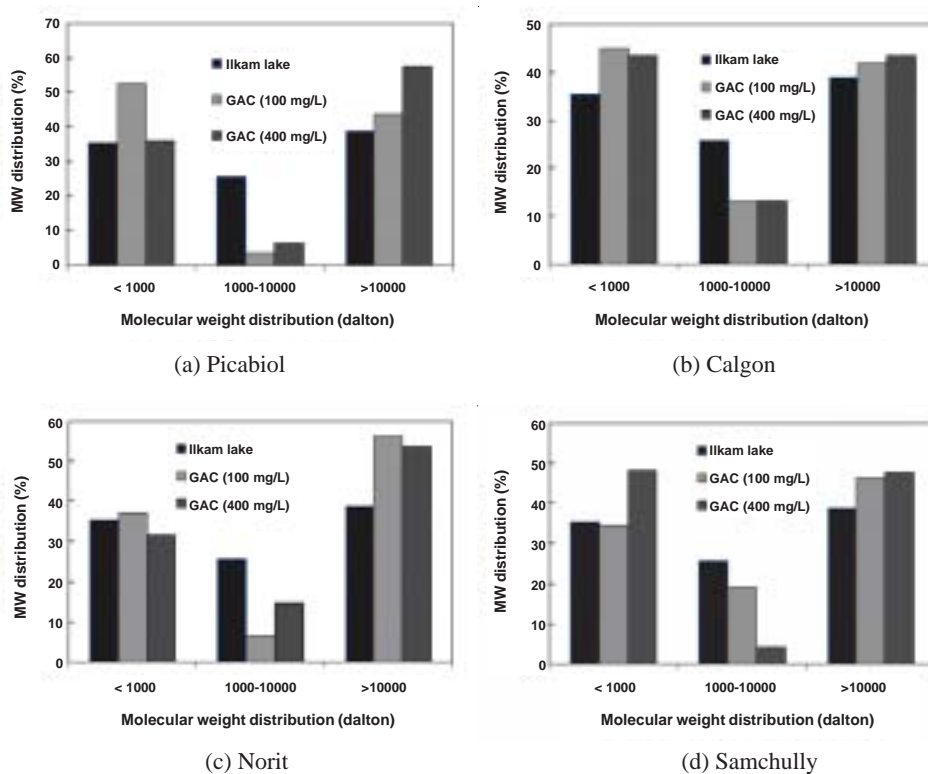 70
60
50
40
30
20
10
0
MW distribution (%)
Ilkam lake
GAC (100 mg/L)
GAC (400 mg/L)
< 1000
1000-10000
>10000
Molecular weight distribution (dalton)
(a) Picabiol
50
40
30
20
10
0
MW distribution (%)
Ilkam lake
GAC (100 mg/L)
GAC (400 mg/L)
< 1000
1000-10000
>10000
Molecular weight distribution (dalton)
(b) Calgon
60
50
40
30
20
10
0
MW distribution (%)
Ilkam lake
GAC (100 mg/L)
GAC (400 mg/L)
< 1000
1000-10000
>10000
Molecular weight distribution (dalton)
(c) Norit
60
50
40
30
20
10
0
MW distribution (%)
Ilkam lake
GAC (100 mg/L)
GAC (400 mg/L)
< 1000
1000-10000
>10000
Molecular weight distribution (dalton)
(d) Samchully